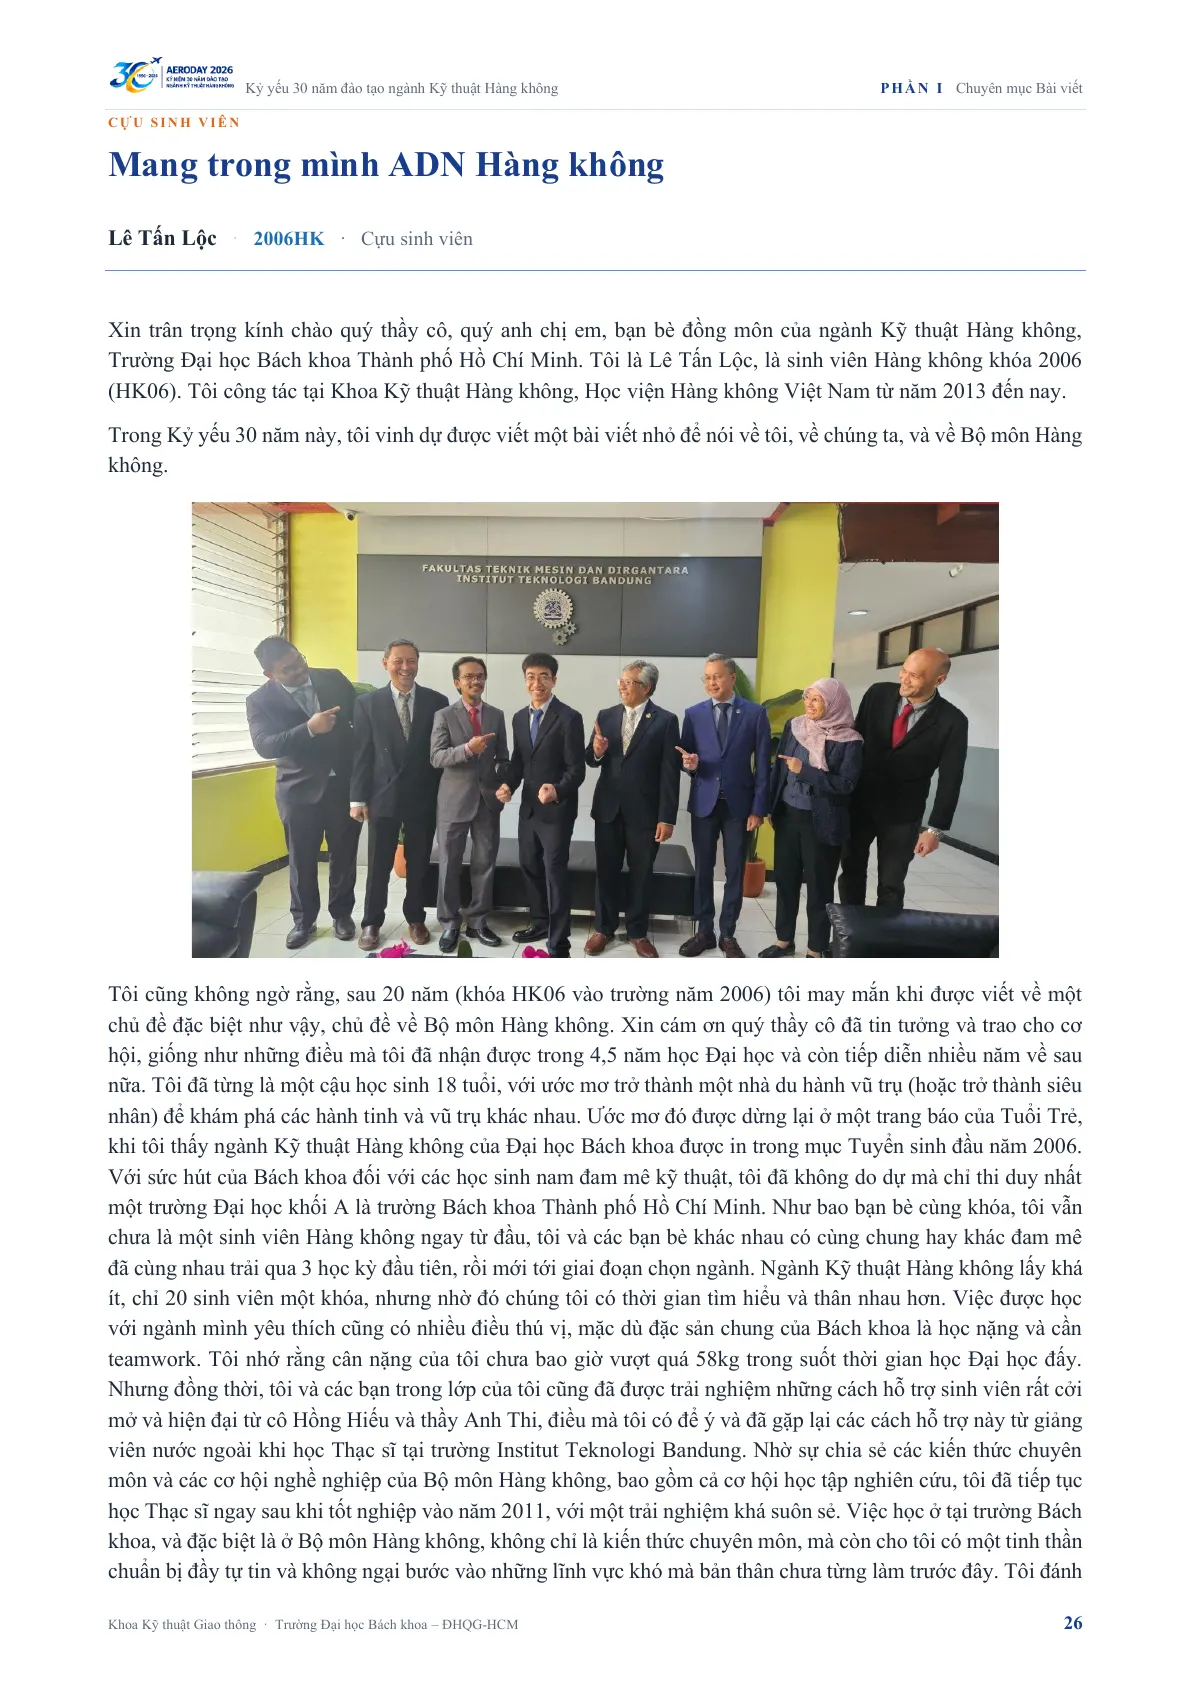 30
1996 - 2026
AERODAY 2026
KỶ NIỆM 30 NĂM ĐÀO TẠO
NGÀNH KỸ THUẬT HÀNG KHÔNG
Kỷ yếu 30 năm đào tạo ngành Kỹ thuật Hàng không
PHẦN I Chuyên mục Bài viết
CỰU SINH VIÊN
Mang trong mình ADN Hàng không
Lê Tấn Lộc · 2006HK · Cựu sinh viên
Xin trân trọng kính chào quý thầy cô, quý anh chị em, bạn bè đồng môn của ngành Kỹ thuật Hàng không,
Trường Đại học Bách khoa Thành phố Hồ Chí Minh. Tôi là Lê Tấn Lộc, là sinh viên Hàng không khóa 2006
(HK06). Tôi công tác tại Khoa Kỹ thuật Hàng không, Học viện Hàng không Việt Nam từ năm 2013 đến nay.
Trong Kỷ yếu 30 năm này, tôi vinh dự được viết một bài viết nhỏ để nói về tôi, về chúng ta, và về Bộ môn Hàng
không.
FAKULTAS TEKNIK MESIN DAN DIRGANTARA
INSTITUT TEKNOLOGI BANDUNG
Tôi cũng không ngờ rằng, sau 20 năm (khóa HK06 vào trường năm 2006) tôi may mắn khi được viết về một
chủ đề đặc biệt như vậy, chủ đề về Bộ môn Hàng không. Xin cám ơn quý thầy cô đã tin tưởng và trao cho cơ
hội, giống như những điều mà tôi đã nhận được trong 4,5 năm học Đại học và còn tiếp diễn nhiều năm về sau
nữa. Tôi đã từng là một cậu học sinh 18 tuổi, với ước mơ trở thành một nhà du hành vũ trụ (hoặc trở thành siêu
nhân) để khám phá các hành tinh và vũ trụ khác nhau. Ước mơ đó được dừng lại ở một trang báo của Tuổi Trẻ,
khi tôi thấy ngành Kỹ thuật Hàng không của Đại học Bách khoa được in trong mục Tuyển sinh đầu năm 2006.
Với sức hút của Bách khoa đối với các học sinh nam đam mê kỹ thuật, tôi đã không do dự mà chỉ thi duy nhất
một trường Đại học khối A là trường Bách khoa Thành phố Hồ Chí Minh. Như bao bạn bè cùng khóa, tôi vẫn
chưa là một sinh viên Hàng không ngay từ đầu, tôi và các bạn bè khác nhau có cùng chung hay khác đam mê
đã cùng nhau trải qua 3 học kỳ đầu tiên, rồi mới tới giai đoạn chọn ngành. Ngành Kỹ thuật Hàng không lấy khá
ít, chỉ 20 sinh viên một khóa, nhưng nhờ đó chúng tôi có thời gian tìm hiểu và thân nhau hơn. Việc được học
với ngành mình yêu thích cũng có nhiều điều thú vị, mặc dù đặc sản chung của Bách khoa là học nặng và cần
teamwork. Tôi nhớ rằng cân nặng của tôi chưa bao giờ vượt quá 58kg trong suốt thời gian học Đại học đấy.
Nhưng đồng thời, tôi và các bạn trong lớp của tôi cũng đã được trải nghiệm những cách hỗ trợ sinh viên rất cởi
mở và hiện đại từ cô Hồng Hiếu và thầy Anh Thi, điều mà tôi có để ý và đã gặp lại các cách hỗ trợ này từ giảng
viên nước ngoài khi học Thạc sĩ tại trường Institut Teknologi Bandung. Nhờ sự chia sẻ các kiến thức chuyên
môn và các cơ hội nghề nghiệp của Bộ môn Hàng không, bao gồm cả cơ hội học tập nghiên cứu, tôi đã tiếp tục
học Thạc sĩ ngay sau khi tốt nghiệp vào năm 2011, với một trải nghiệm khá suôn sẻ. Việc học ở tại trường Bách
khoa, và đặc biệt là ở Bộ môn Hàng không, không chỉ là kiến thức chuyên môn, mà còn cho tôi có một tinh thần
chuẩn bị đầy tự tin và không ngại bước vào những lĩnh vực khó mà bản thân chưa từng làm trước đây. Tôi đánh
Khoa Kỹ thuật Giao thông · Trường Đại học Bách khoa – ĐHQG-HCM
26